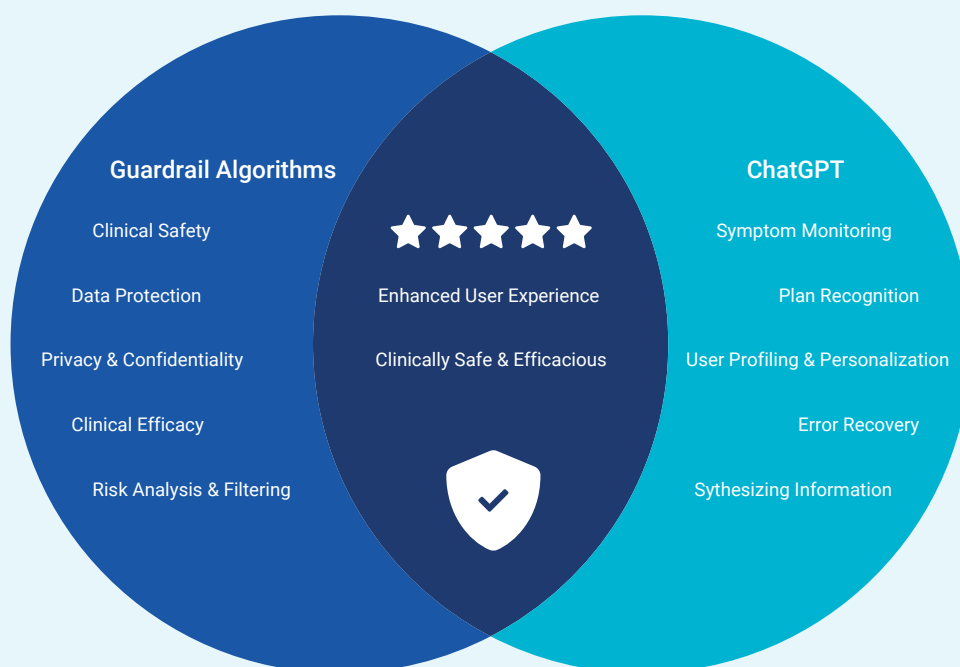 Guardrail Algorithms
Clinical Safety
Data Protection
Privacy & Confidentiality
Clinical Efficacy
Risk Analysis & Filtering
Enhanced User Experience
Clinically Safe & Efficacious
ChatGPT
Symptom Monitoring
Plan Recognition
User Profiling & Personalization
Error Recovery
Sythesizing Information